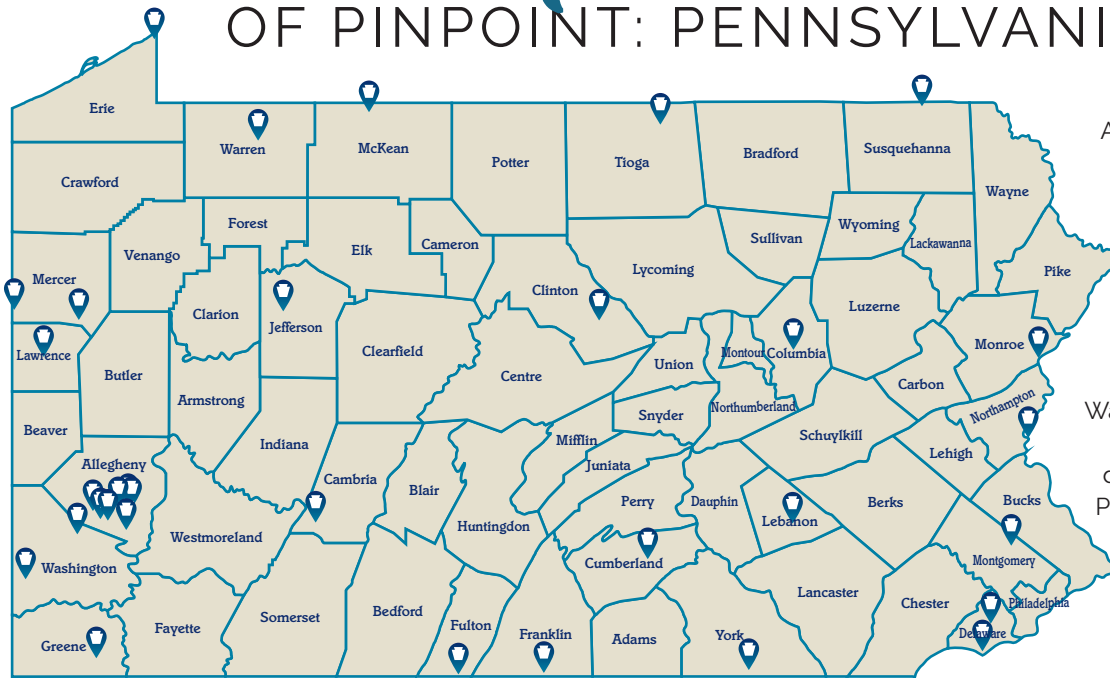 OF PINPOINT: PENNSYLVANI
Erie
Warren
McKean
Potter
Tioga
Bradford
Susquehanna
A
Crawford
Wayne
Forest
Venango
Elk
Cameron
Sullivan
Wyoming
Lackawanna
Mercer
Lycoming
Pike
Clinton
Clarion
Jefferson
Luzerne
Lawrence
Clearfield
Montour
Columbia
Monroe
Butler
Centre
Union
Carbon
Armstrong
Northampton
Beaver
Snyder
Northumberland
Wa
Indiana
Mifflin
Schuylkill
Allegheny
Juniata
Lehigh
Cambria
Blair
c
Perry
Dauphin
Berks
Bucks
P
Huntingdon
Lebanon
Westmoreland
Washington
Cumberland
Montgomery
Lancaster
Chester
Philadelphia
Somerset
Bedford
Fayette
Fulton
Franklin
Adams
York
Delaware
Greene